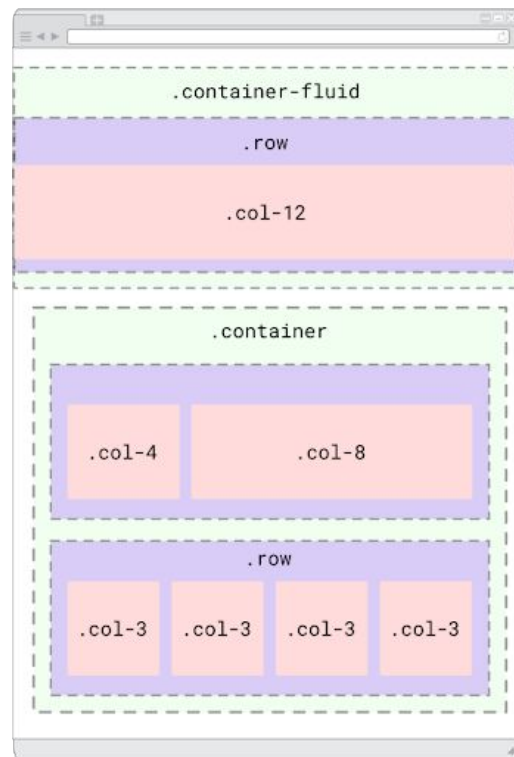 .container-fluid
.row
.col-12
.container
.col-4 .col-8
.row
.col-3 .col-3 .col-3 .col-3